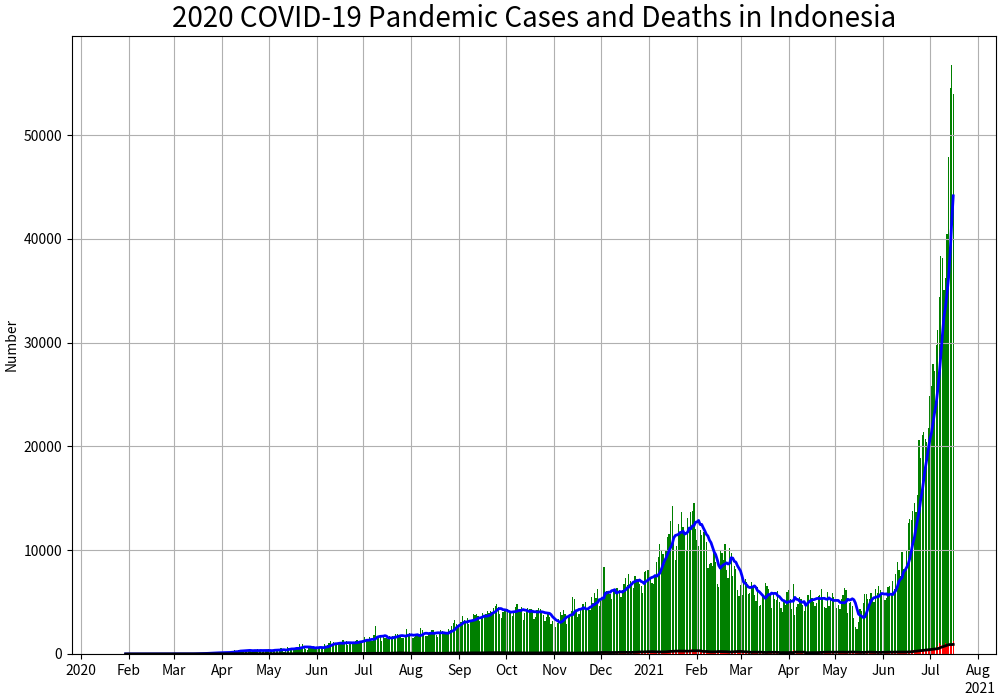 2020 COVID-19 Pandemic Cases and Deaths in Indonesia
Number
50000
40000
30000
20000
10000
0
2020 Feb Mar Apr May Jun Jul Aug Sep Oct Nov Dec 2021 Feb Mar Apr May Jun Jul Aug
2021